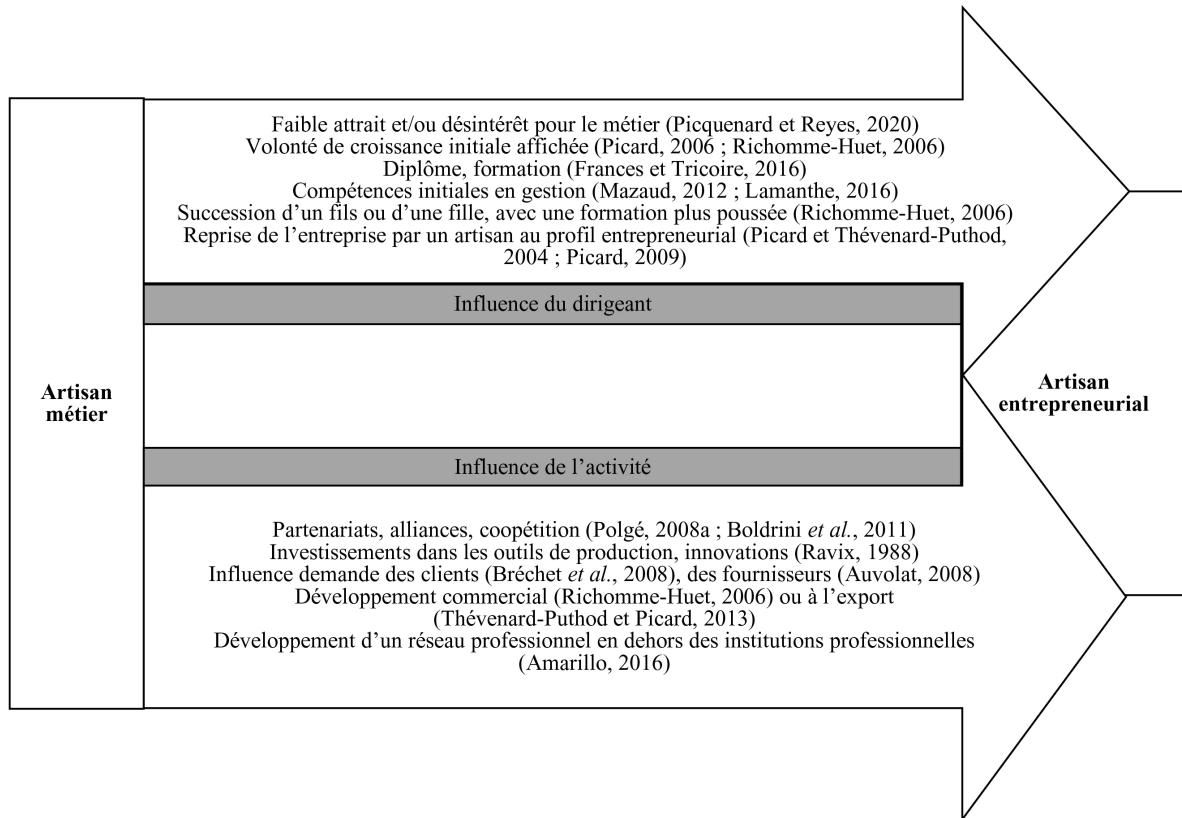 Faible attrait et/ou désintérêt pour le métier (Picquenard et Reyes, 2020)
Volonté de croissance initiale affichée (Picard, 2006 ; Richomme-Huet, 2006)
Diplôme, formation (Frances et Tricoire, 2016)
Compétences initiales en gestion (Mazaud, 2012 ; Lamanthe, 2016)
Succession d’un fils ou d’une fille, avec une formation plus poussée (Richomme-Huet, 2006)
Reprise de l’entreprise par un artisan au profil entrepreneurial (Picard et Thévenard-Puthod,
2004 ; Picard, 2009)
Influence du dirigeant
Artisan
métier
Artisan
entrepreneurial
Influence de l’activité
Partenariats, alliances, coopétition (Polgé, 2008a ; Boldrini et al., 2011)
Investissements dans les outils de production, innovations (Ravix, 1988)
Influence demande des clients (Bréchet et al., 2008), des fournisseurs (Auvolat, 2008)
Développement commercial (Richomme-Huet, 2006) ou à l’export
(Thévenard-Puthod et Picard, 2013)
Développement d’un réseau professionnel en dehors des institutions professionnelles
(Amarillo, 2016)